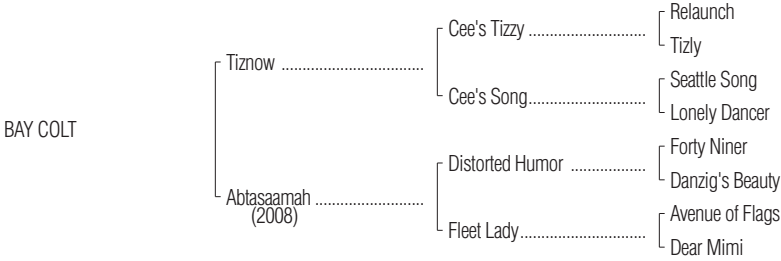 Relaunch
Cee's Tizzy ................................
Tizly
Tiznow .......................................
Seattle Song
Cee's Song................................
Lonely Dancer
BAY COLT
Forty Niner
Distorted Humor ....................
Danzig's Beauty
Abtasaamah ..............................
(2008)
Avenue of Flags
Fleet Lady..................................
Dear Mimi